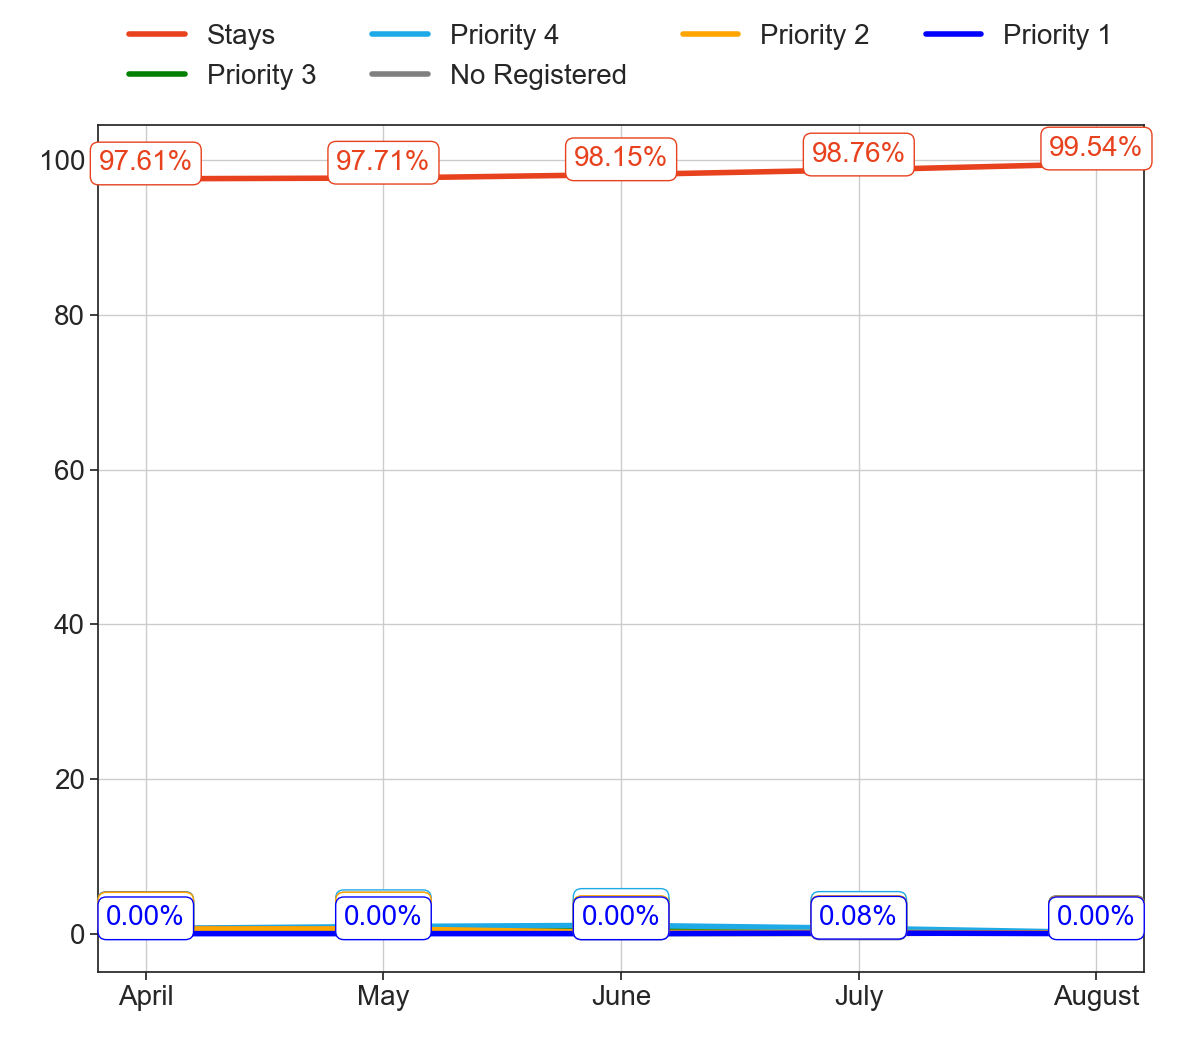 Stays Priority 4 Priority 2 Priority 1
Priority 3 No Registered
100 97.61% 97.71% 98.15% 98.76% 99.54%
80
60
40
20
0 0.00% 0.00% 0.00% 0.08% 0.00%
April May June July August